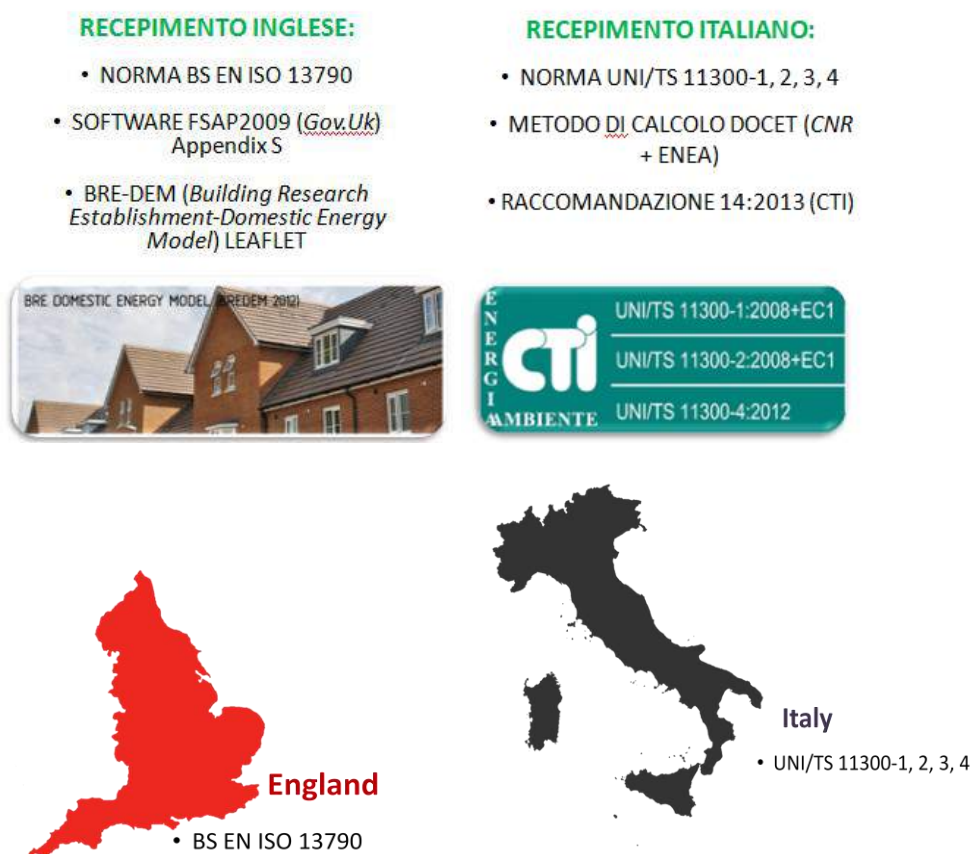 RECEPIMENTO INGLESE:
• NORMA BS EN ISO 13790
• SOFTWARE FSAP2009 (Gov.Uk)
Appendix S
• BRE-DEM (Building Research
Establishment-Domestic Energy
Model) LEAFLET
BRE DOMESTIC ENERGY MODEL (BREDEM 2012)
RECEPIMENTO ITALIANO:
• NORMA UNI/TS 11300-1, 2, 3, 4
• METODO DI CALCOLO DOCET (CNR
+ ENEA)
• RACCOMANDAZIONE 14:2013 (CTI)
ENERGIA
CTi
AMBIENTE
UNI/TS 11300-1:2008+EC1
UNI/TS 11300-2:2008+EC1
UNI/TS 11300-4:2012
England
• BS EN ISO 13790
Italy
• UNI/TS 11300-1, 2, 3, 4